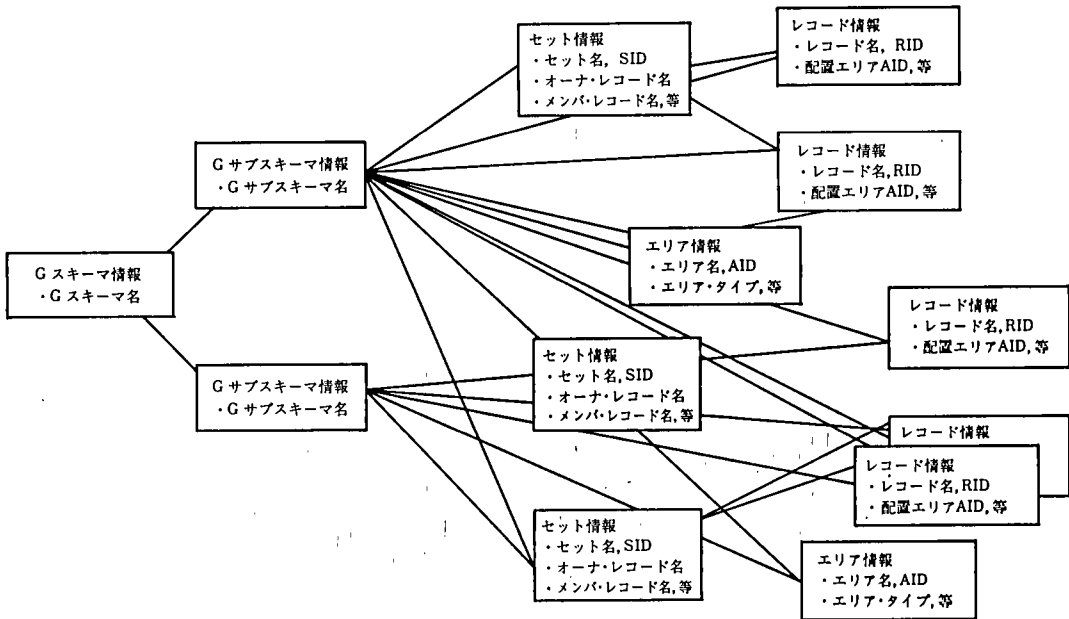 セット情報
・セット名, SID
・オーナ・レコード名
・メンバ・レコード名,等
レコード情報
・レコード名, RID
・配置エリアAID,等
Gサブスキーマ情報
・Gサブスキーマ名
レコード情報
・レコード名,RID
・配置エリアAID,等
Gスキーマ情報
・Gスキーマ名
エリア情報
・エリア名,AID
・エリア・タイプ,等
レコード情報
・レコード名,RID
・配置エリアAID,等
Gサブスキーマ情報
・Gサブスキーマ名
セット情報
・セット名,SID
・オーナ・レコード名
・メンバ・レコード名,等
レコード情報
レコード情報
・レコード名,RID
・配置エリアAID,等
セット情報
・セット名,SID
・オーナ・レコード名
・メンバ・レコード名,等
エリア情報
・エリア名,AID
・エリア・タイプ,等